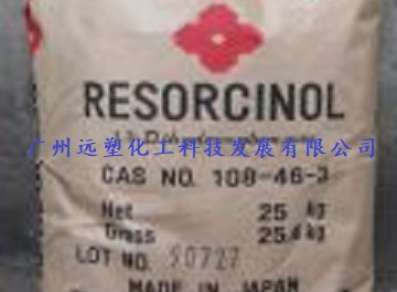 RESORCINOL
广州远塑化工科技发展有限公司
CAS NO. 108-46-3
Net 25 kg
Gross 25.4 kg
LOT NO. 90727
MADE IN JAPAN